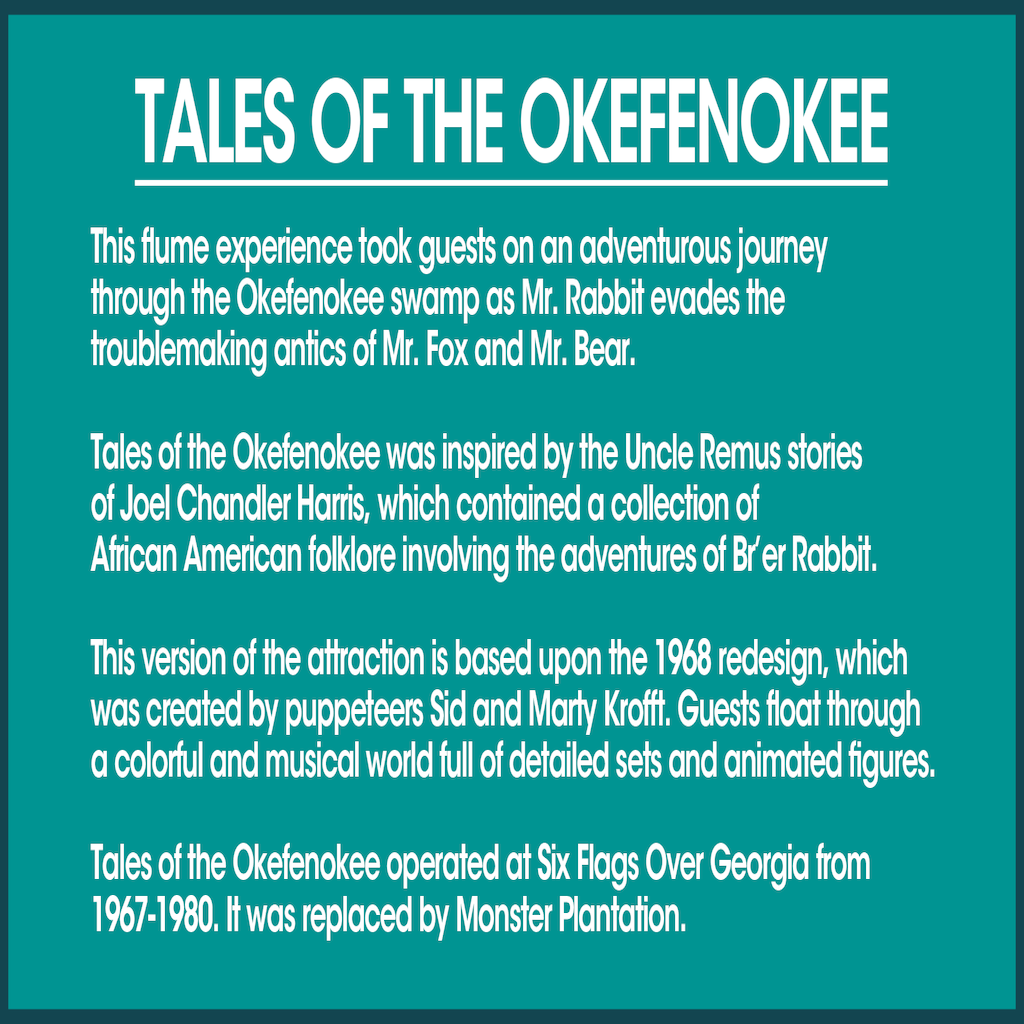 TALES OF THE OKEFENOKEE
This flume experience took guests on an adventurous journey
through the Okefenokee swamp as Mr. Rabbit evades the
troublemaking antics of Mr. Fox and Mr. Bear.
Tales of the Okefenokee was inspired by the Uncle Remus stories
of Joel Chandler Harris, which contained a collection of
African American folklore involving the adventures of Br'er Rabbit.
This version of the attraction is based upon the 1968 redesign, which
was created by puppeteers Sid and Marty Krofft. Guests float through
a colorful and musical world full of detailed sets and animated figures.
Tales of the Okefenokee operated at Six Flags Over Georgia from
1967-1980. It was replaced by Monster Plantation.